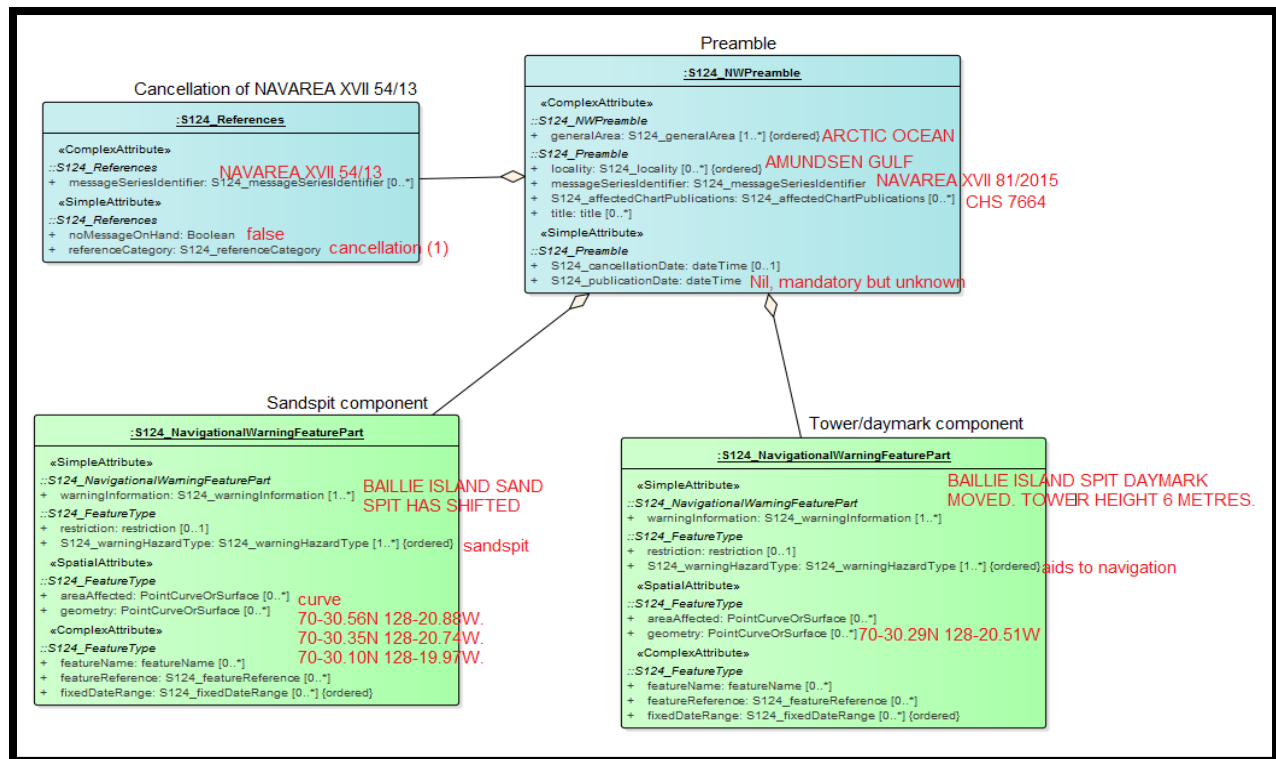 Preamble
:S124_NWPreamble
«ComplexAttribute»
::S124_NWPreamble
+ generalArea: S124_generalArea [1..*] {ordered} ARCTIC OCEAN
::S124_Preamble
+ locality: S124_locality [0..*] {ordered} AMUNDSEN GULF
+ messageSeriesIdentifier: S124_messageSeriesIdentifier NAVAREA XVII 81/2015
+ S124_affectedChartPublications: S124_affectedChartPublications [0..*] CHS 7664
+ title: title [0..*]
«SimpleAttribute»
::S124_Preamble
+ S124_cancellationDate: dateTime [0..1]
+ S124_publicationDate: dateTime Nil, mandatory but unknown
Cancellation of NAVAREA XVII 54/13
:S124_References
«ComplexAttribute»
::S124_References
NAVAREA XVII 54/13
+ messageSeriesIdentifier: S124_messageSeriesIdentifier [0..*]
«SimpleAttribute»
::S124_References
+ noMessageOnHand: Boolean false
+ referenceCategory: S124_referenceCategory cancellation (1)
Sandspit component
:S124_NavigationalWarningFeaturePart
«SimpleAttribute»
::S124_NavigationalWarningFeaturePart
+ warningInformation: S124_warningInformation [1..*] BAILLIE ISLAND SAND
SPIT HAS SHIFTED
::S124_FeatureType
+ restriction: restriction [0..1]
+ S124_warningHazardType: S124_warningHazardType [1..*] {ordered} sandspit
«SpatialAttribute»
::S124_FeatureType
+ areaAffected: PointCurveOrSurface [0..*] curve
+ geometry: PointCurveOrSurface [0..*] 70-30.56N 128-20.88W.
70-30.35N 128-20.74W.
«ComplexAttribute»
::S124_FeatureType 70-30.10N 128-19.97W.
+ featureName: featureName [0..*]
+ featureReference: S124_featureReference [0..*]
+ fixedDateRange: S124_fixedDateRange [0..*] {ordered}
Tower/daymark component
:S124_NavigationalWarningFeaturePart
«SimpleAttribute»
BAILLIE ISLAND SPIT DAYMARK
MOVED. TOWER HEIGHT 6 METRES.
::S124_NavigationalWarningFeaturePart
+ warningInformation: S124_warningInformation [1..*]
::S124_FeatureType
+ restriction: restriction [0..1]
+ S124_warningHazardType: S124_warningHazardType [1..*] {ordered} aids to navigation
«SpatialAttribute»
::S124_FeatureType
+ areaAffected: PointCurveOrSurface [0..*]
+ geometry: PointCurveOrSurface [0..*] 70-30.29N 128-20.51W
«ComplexAttribute»
::S124_FeatureType
+ featureName: featureName [0..*]
+ featureReference: S124_featureReference [0..*]
+ fixedDateRange: S124_fixedDateRange [0..*] {ordered}